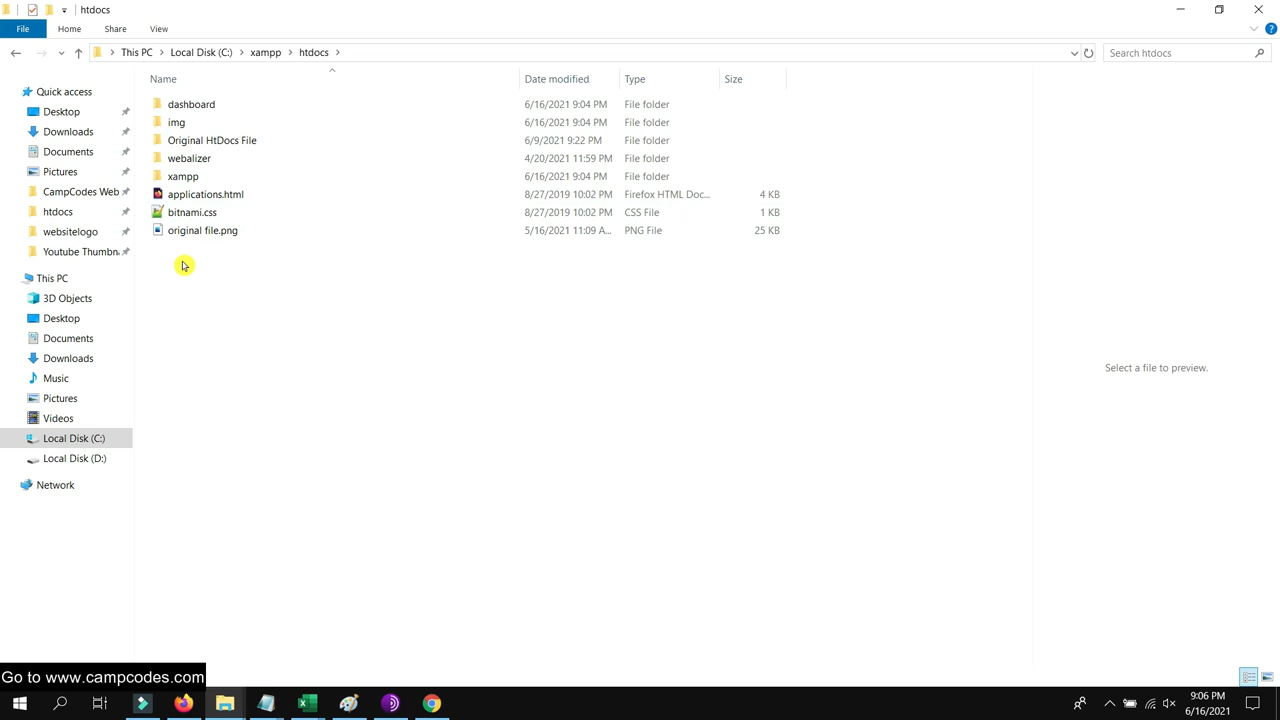 htdocs
File Home Share View
This PC Local Disk (C:) xampp htdocs
Search htdocs
Name Date modified Type Size
Quick access
Desktop
Downloads
Documents
Pictures
CampCodes Web
htdocs
websitelogo
Youtube Thumbn
This PC
3D Objects
Desktop
Documents
Downloads
Music
Pictures
Videos
Local Disk (C:)
Local Disk (D:)
Network
dashboard 6/16/2021 9:04 PM File folder
img 6/16/2021 9:04 PM File folder
Original HtDocs File 6/9/2021 9:22 PM File folder
webalizer 4/20/2021 11:59 PM File folder
xampp 6/16/2021 9:04 PM File folder
applications.html 8/27/2019 10:02 PM Firefox HTML Doc... 4 KB
bitnami.css 8/27/2019 10:02 PM CSS File 1 KB
original file.png 5/16/2021 11:09 A... PNG File 25 KB
Select a file to preview.
Go to www.campcodes.com
9:06 PM
6/16/2021